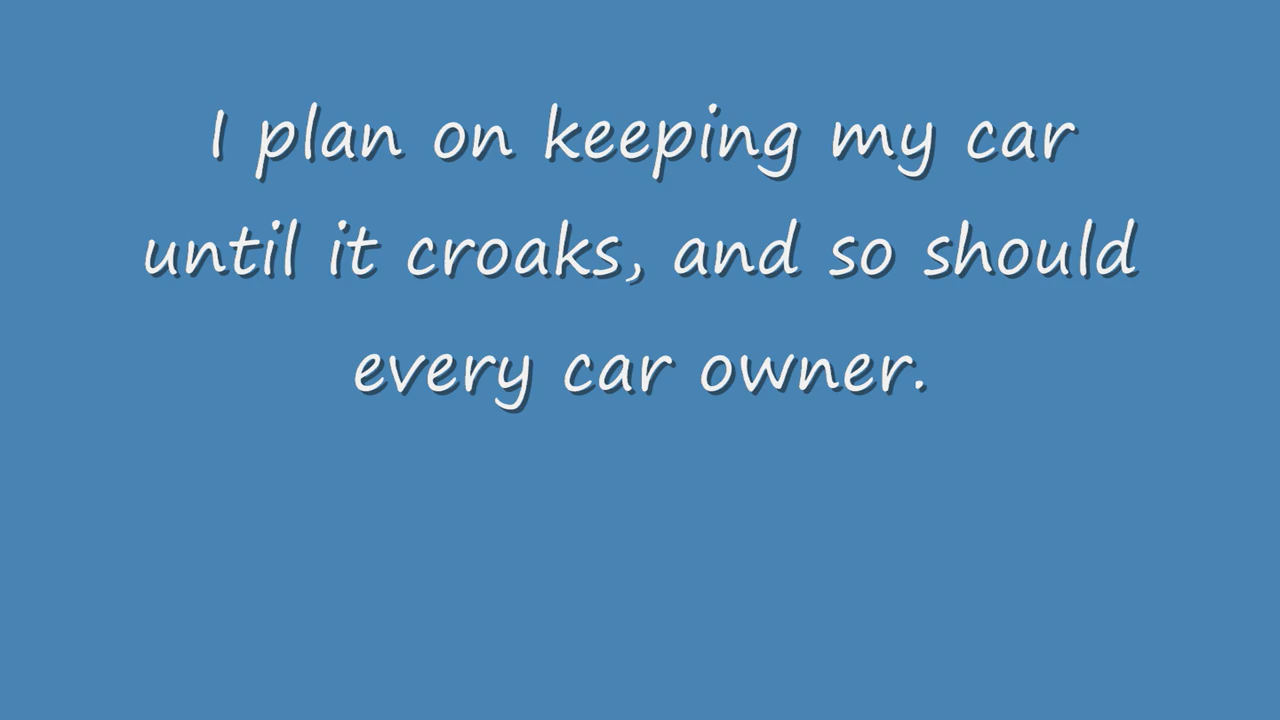 I plan on keeping my car
until it croaks, and so should
every car owner.